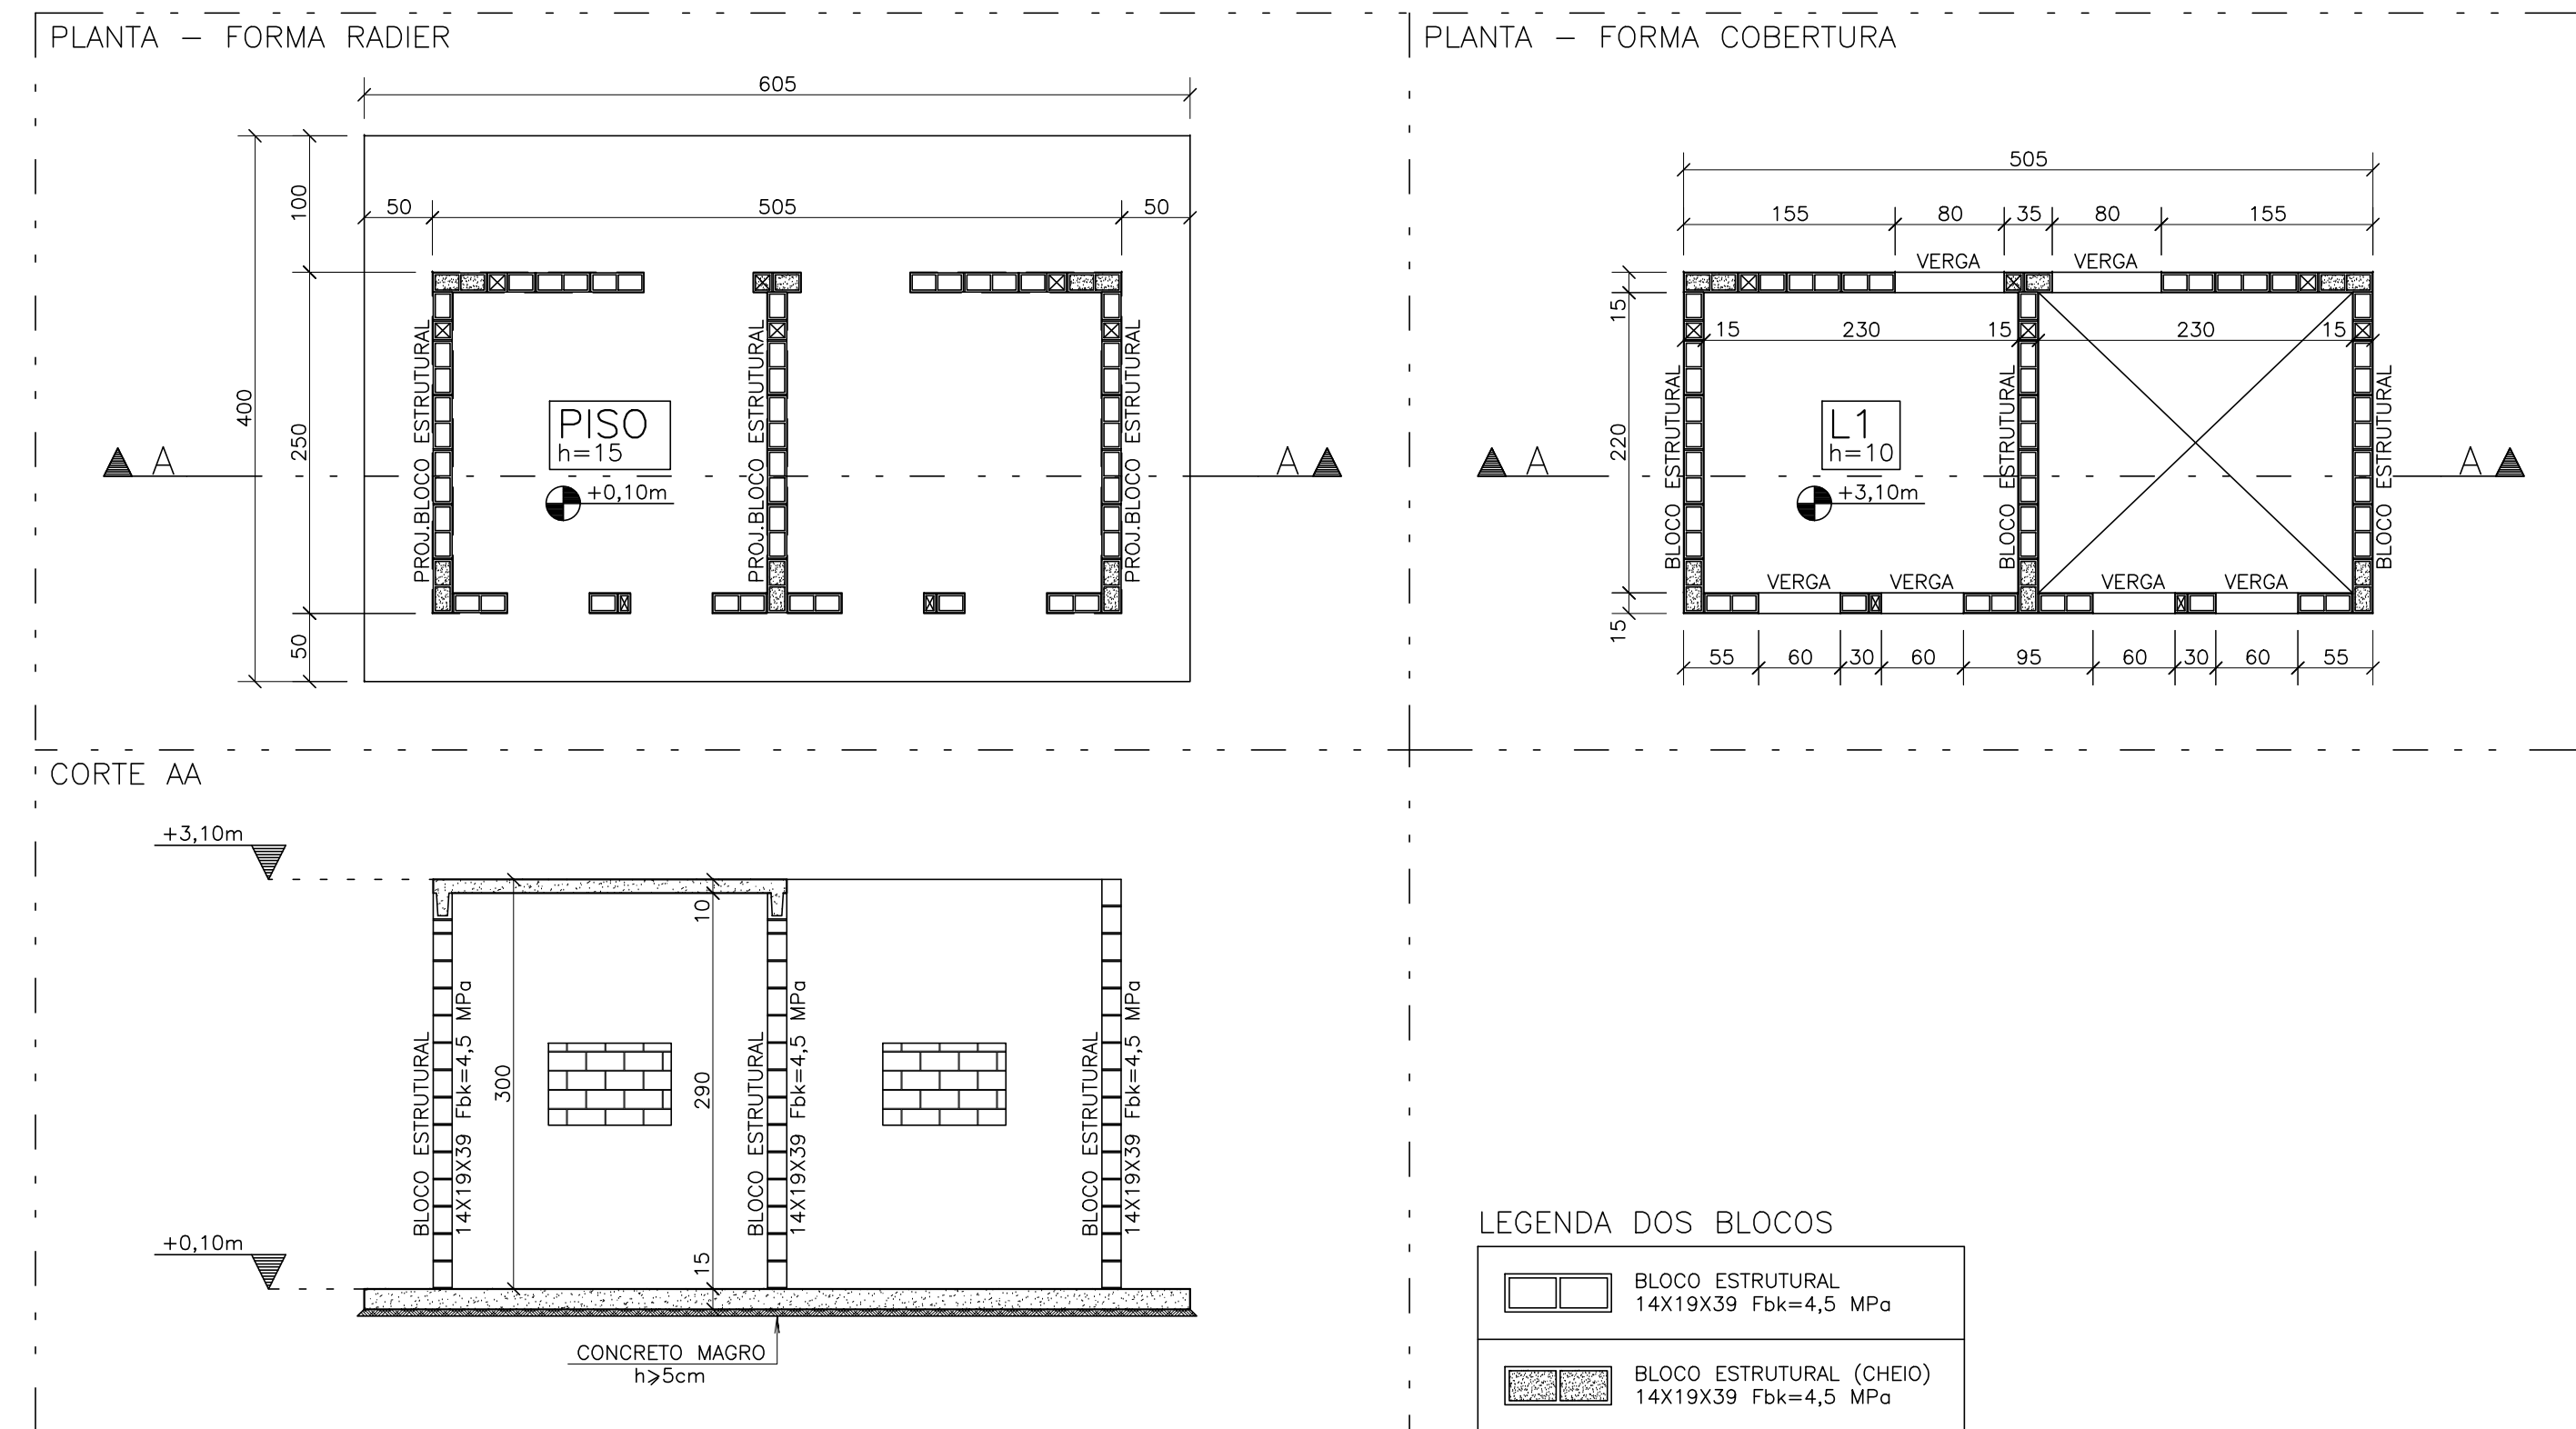 PLANTA – FORMA RADIER
605
50 505 50
100
250
400
50
PROJ.BLOCO ESTRUTURAL
PROJ.BLOCO ESTRUTURAL
PROJ.BLOCO ESTRUTURAL
PISO
h=15
+0,10m
A
A
PLANTA – FORMA COBERTURA
505
155 80 35 80 155
VERGA VERGA
15
15 230 15 230 15
220
BLOCO ESTRUTURAL
BLOCO ESTRUTURAL
BLOCO ESTRUTURAL
L1
h=10
+3,10m
A
A
VERGA VERGA VERGA VERGA
15
55 60 30 60 95 60 30 60 55
CORTE AA
+3,10m
10
300
290
15
BLOCO ESTRUTURAL
14X19X39 Fbk=4,5 MPa
BLOCO ESTRUTURAL
14X19X39 Fbk=4,5 MPa
BLOCO ESTRUTURAL
14X19X39 Fbk=4,5 MPa
+0,10m
CONCRETO MAGRO
h⩾5cm
LEGENDA DOS BLOCOS
BLOCO ESTRUTURAL
14X19X39 Fbk=4,5 MPa
BLOCO ESTRUTURAL (CHEIO)
14X19X39 Fbk=4,5 MPa